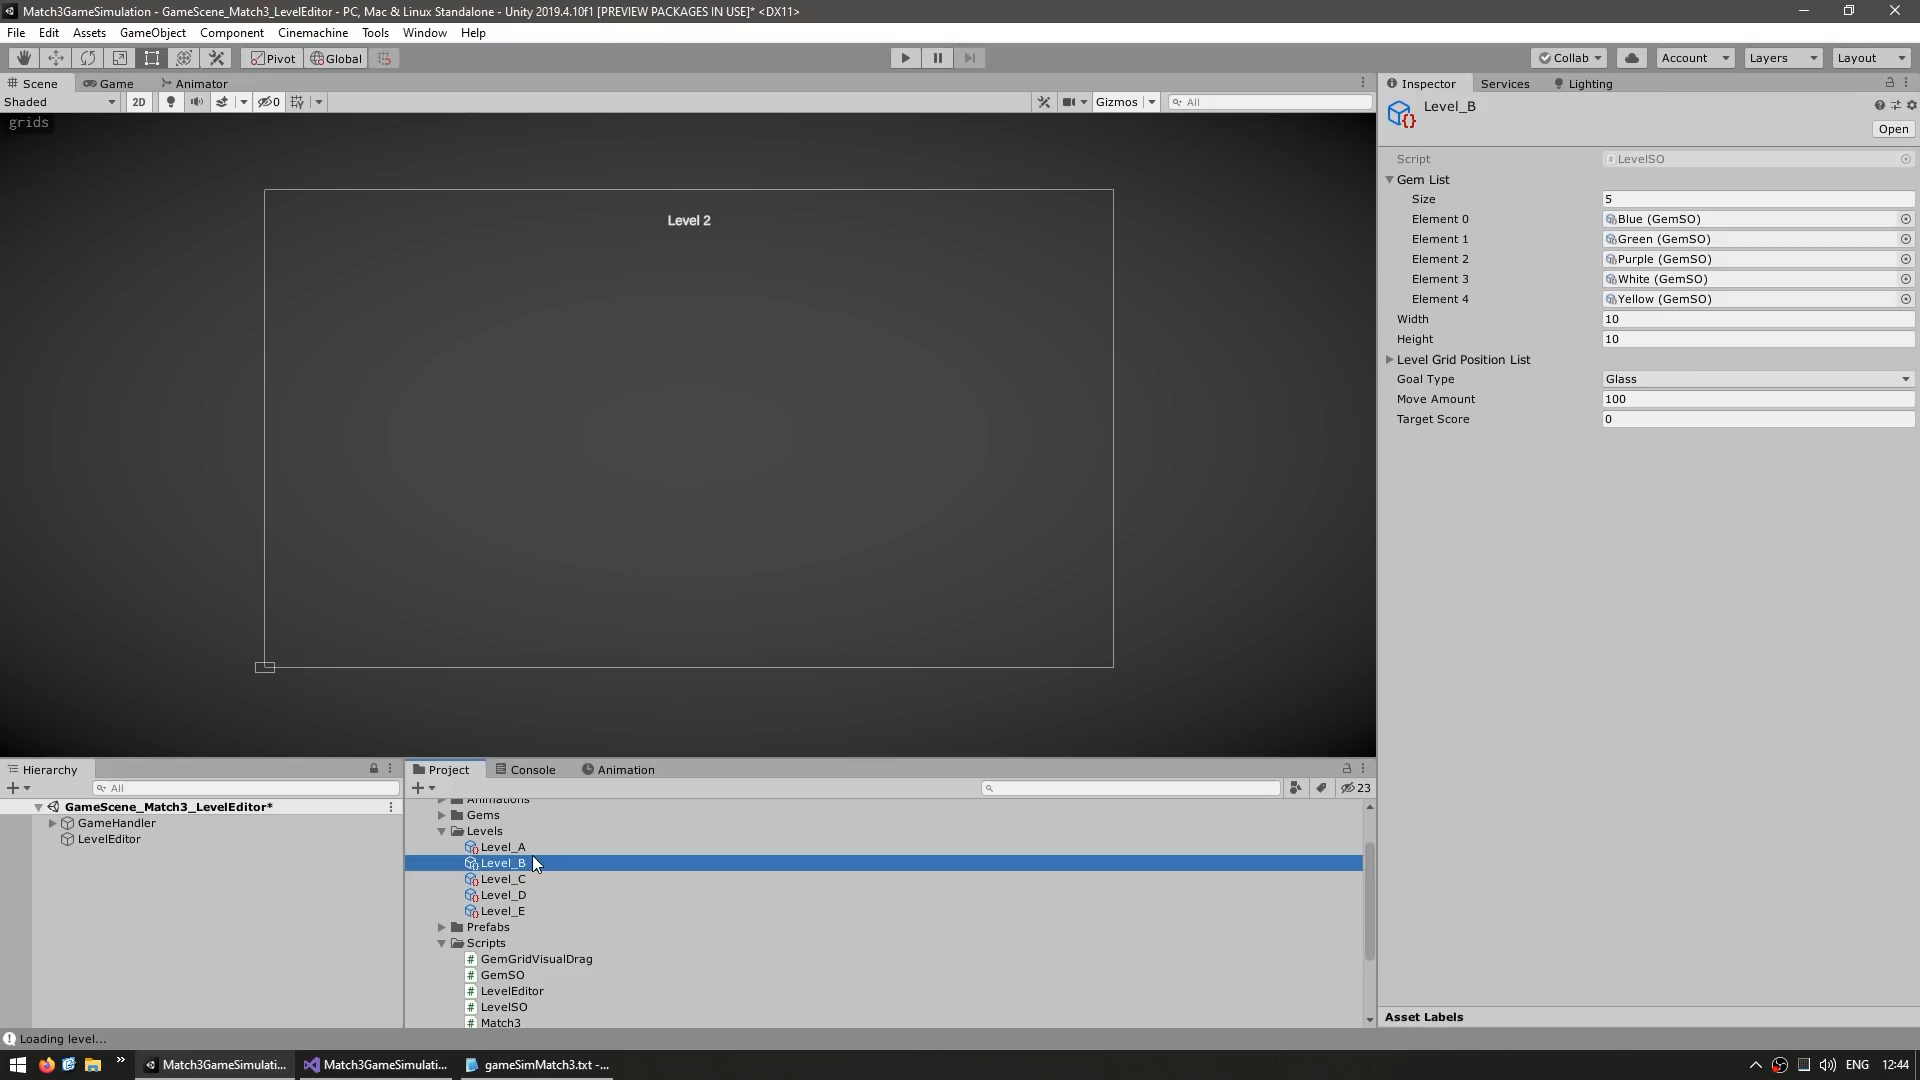 Match3GameSimulation - GameScene_Match3_LevelEditor - PC, Mac & Linux Standalone - Unity 2019.4.10f1 [PREVIEW PACKAGES IN USE]* <DX11>
File Edit Assets GameObject Component Cinemachine Tools Window Help
Pivot Global Collab Account Layers Layout
Scene Game Animator
Shaded 2D 0 Gizmos All
grids
Level 2
Inspector Services Lighting
Level_B
Open
Script LevelSO
Gem List
Size 5
Element 0 Blue (GemSO)
Element 1 Green (GemSO)
Element 2 Purple (GemSO)
Element 3 White (GemSO)
Element 4 Yellow (GemSO)
Width 10
Height 10
Level Grid Position List
Goal Type Glass
Move Amount 100
Target Score 0
Asset Labels
Hierarchy
All
GameScene_Match3_LevelEditor*
GameHandler
LevelEditor
Project Console Animation
23
Animations
Gems
Levels
Level_A
Level_B
Level_C
Level_D
Level_E
Prefabs
Scripts
GemGridVisualDrag
GemSO
LevelEditor
LevelSO
Match3
Loading level...
Match3GameSimulati... Match3GameSimulati... gameSimMatch3.txt -... ENG 12:44